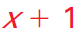 x + 1